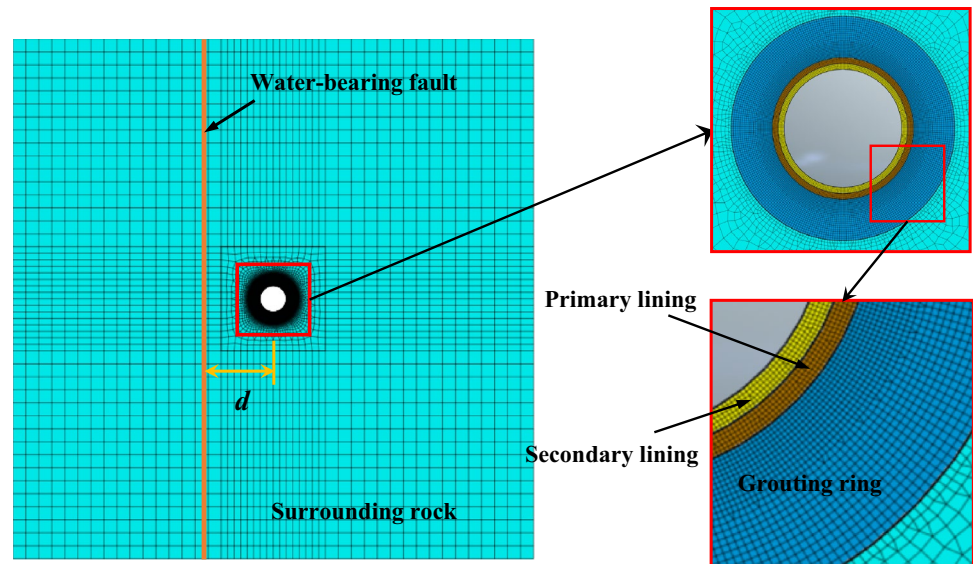 Water-bearing fault
d
Surrounding rock
Primary lining
Secondary lining
Grouting ring